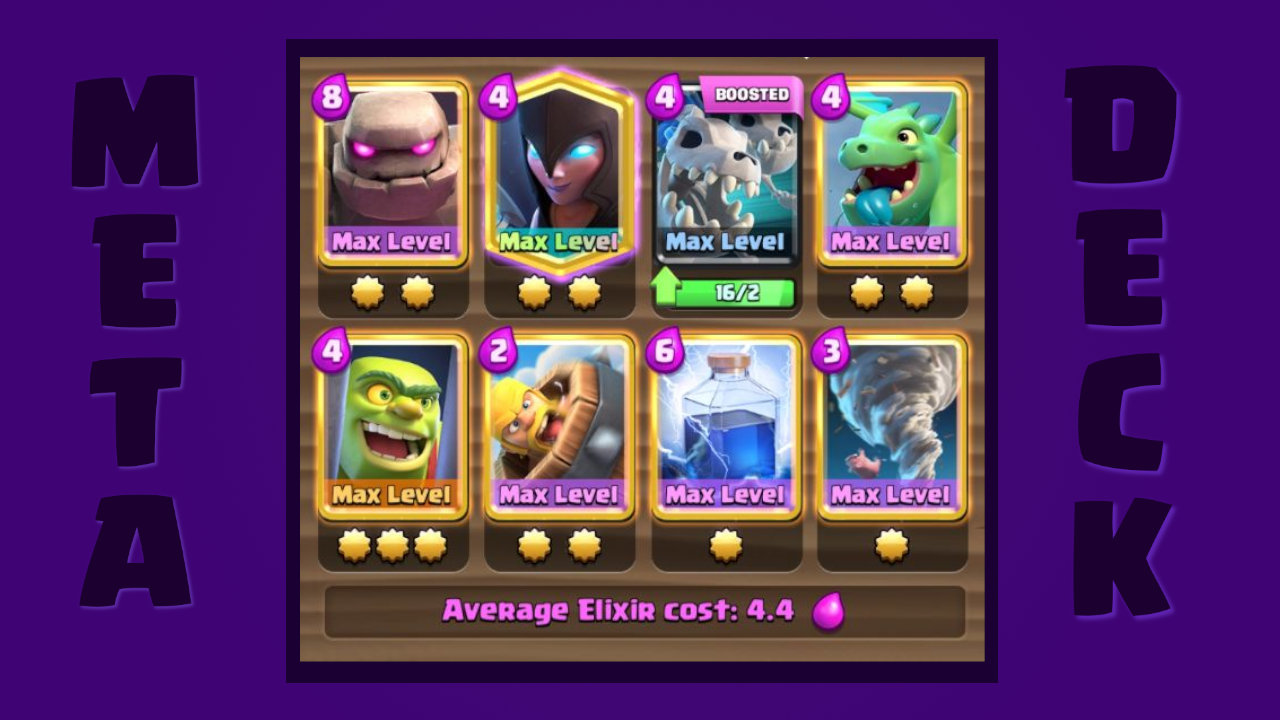 META
DECK
8 4 4 BOOSTED 4
Max Level Max Level Max Level Max Level
16/2
4 2 6 3
Max Level Max Level Max Level Max Level
Average Elixir cost: 4.4